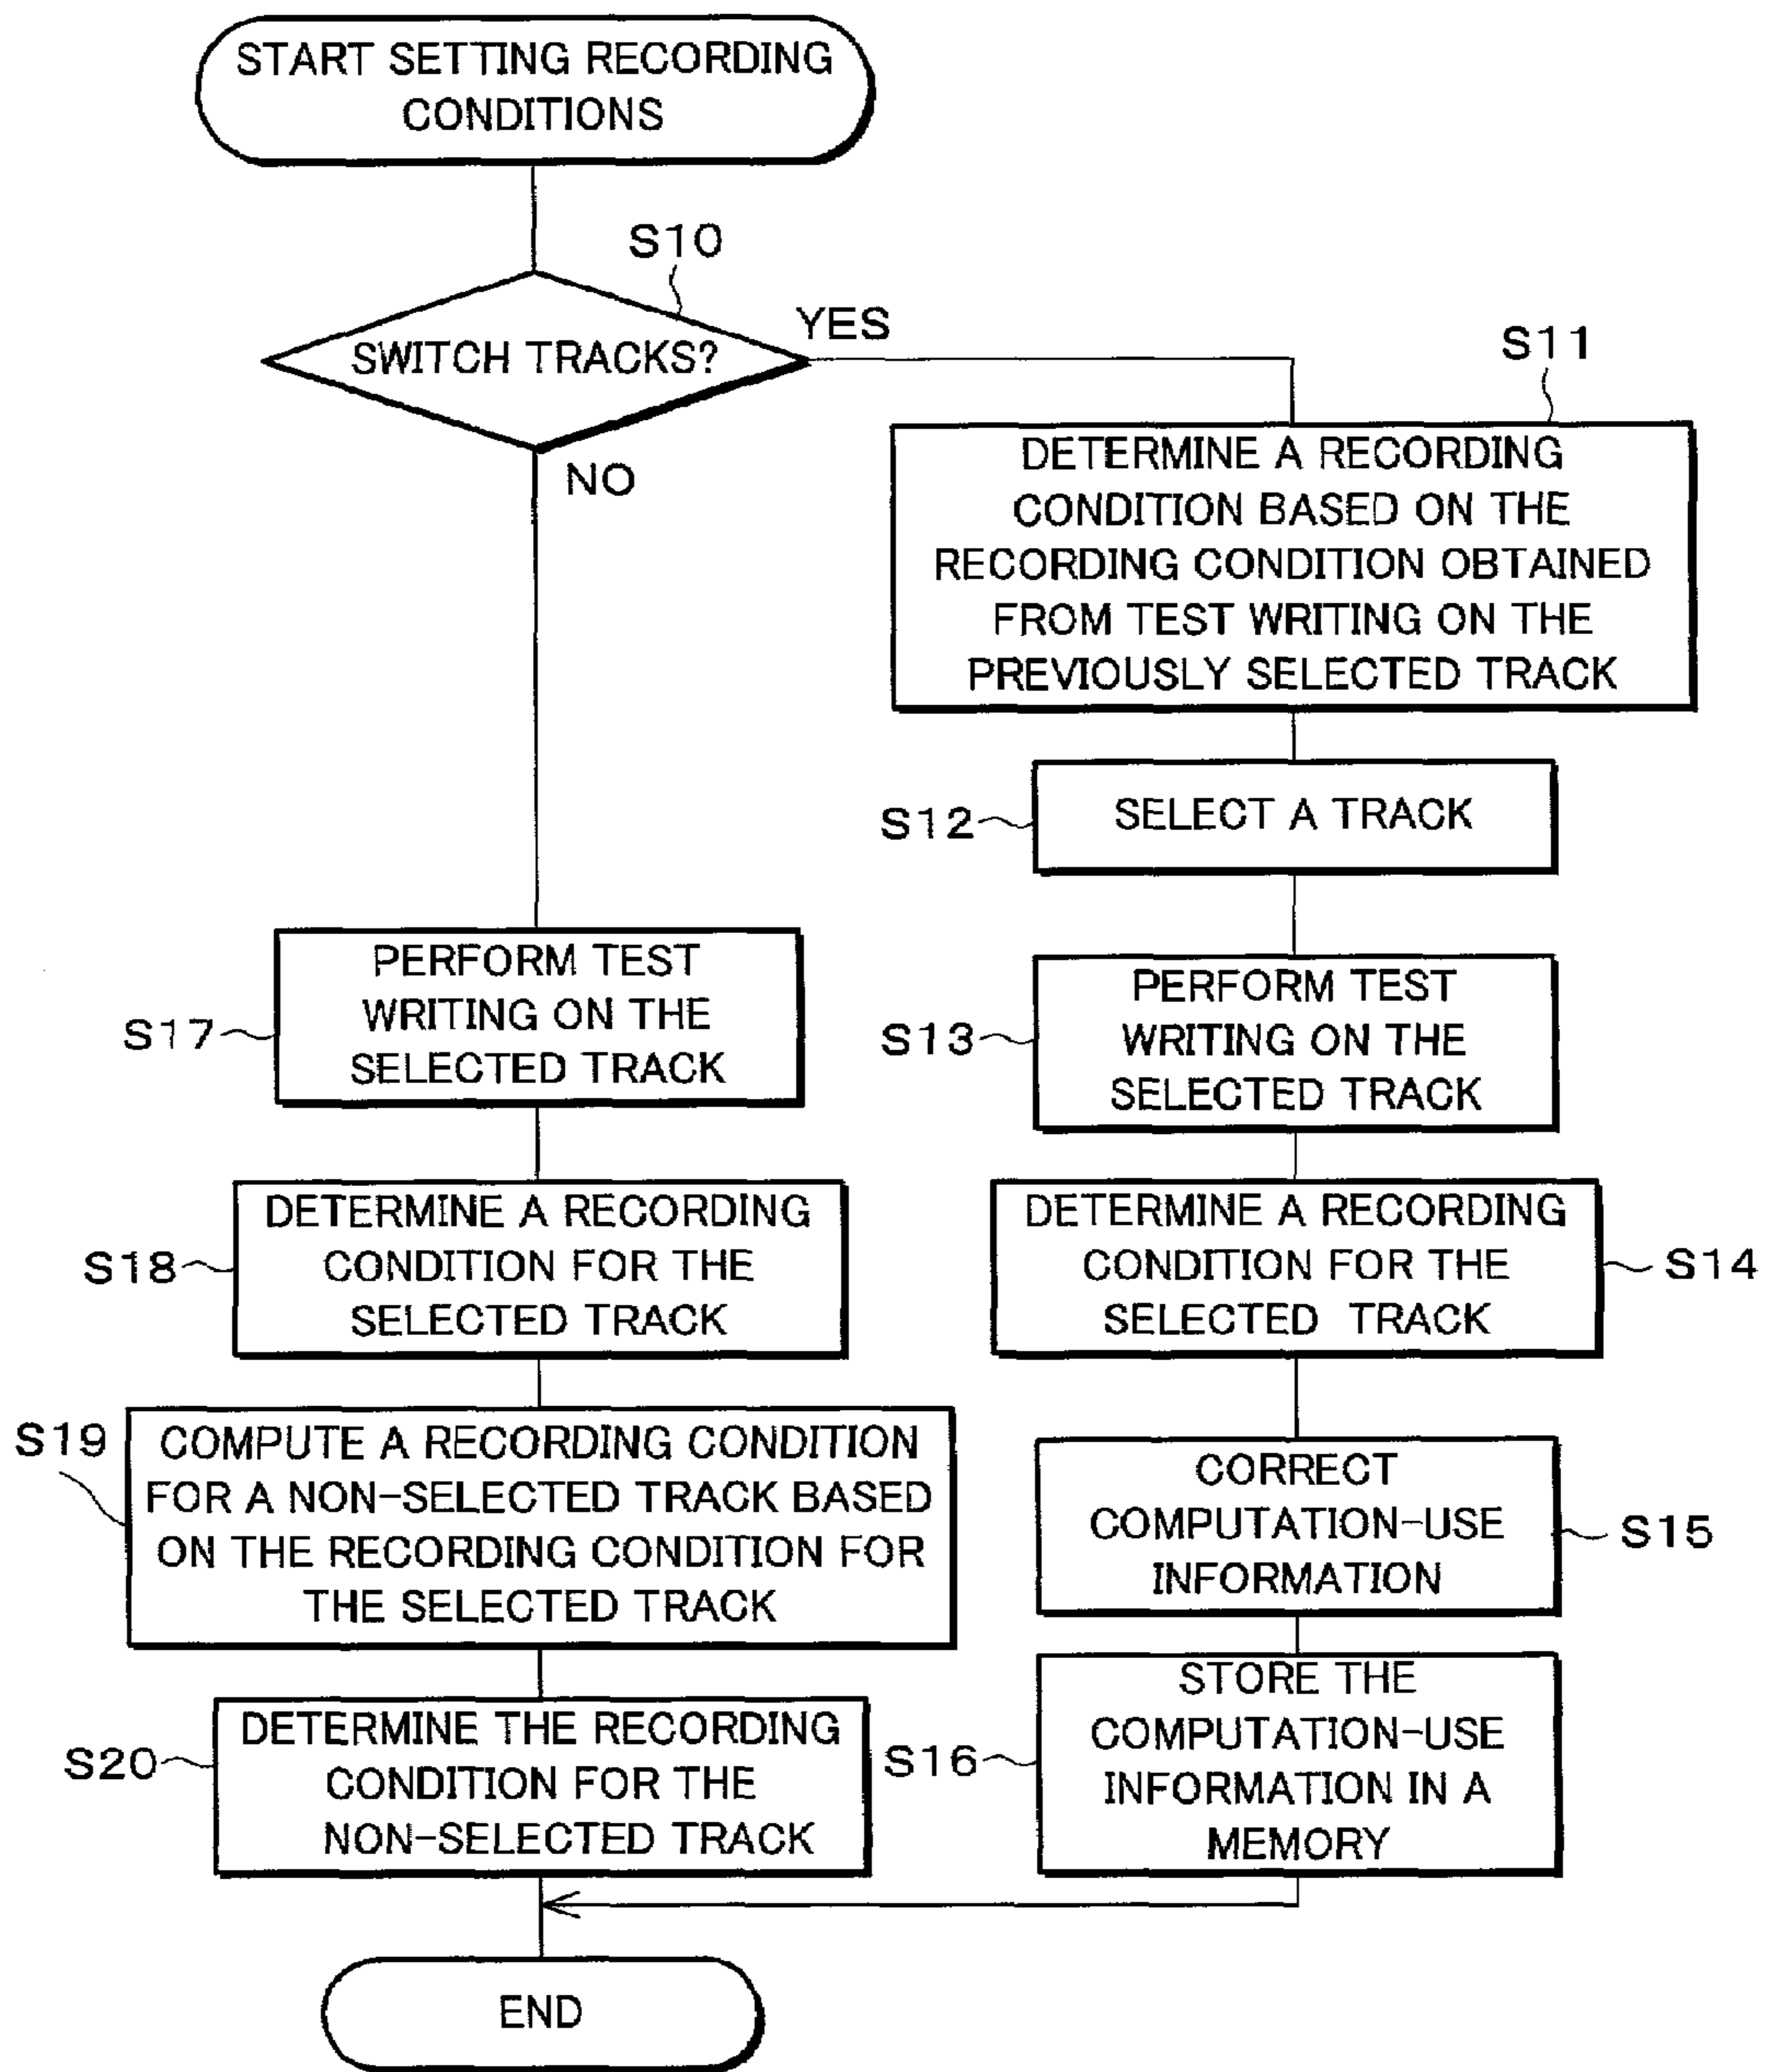 START SETTING RECORDING
CONDITIONS
S10
SWITCH TRACKS?
YES
NO
S11
DETERMINE A RECORDING
CONDITION BASED ON THE
RECORDING CONDITION OBTAINED
FROM TEST WRITING ON THE
PREVIOUSLY SELECTED TRACK
S12
SELECT A TRACK
S13
PERFORM TEST
WRITING ON THE
SELECTED TRACK
S14
DETERMINE A RECORDING
CONDITION FOR THE
SELECTED TRACK
S15
CORRECT
COMPUTATION-USE
INFORMATION
S16
STORE THE
COMPUTATION-USE
INFORMATION IN A
MEMORY
S17
PERFORM TEST
WRITING ON THE
SELECTED TRACK
S18
DETERMINE A RECORDING
CONDITION FOR THE
SELECTED TRACK
S19
COMPUTE A RECORDING CONDITION
FOR A NON-SELECTED TRACK BASED
ON THE RECORDING CONDITION FOR
THE SELECTED TRACK
S20
DETERMINE THE RECORDING
CONDITION FOR THE
NON-SELECTED TRACK
END